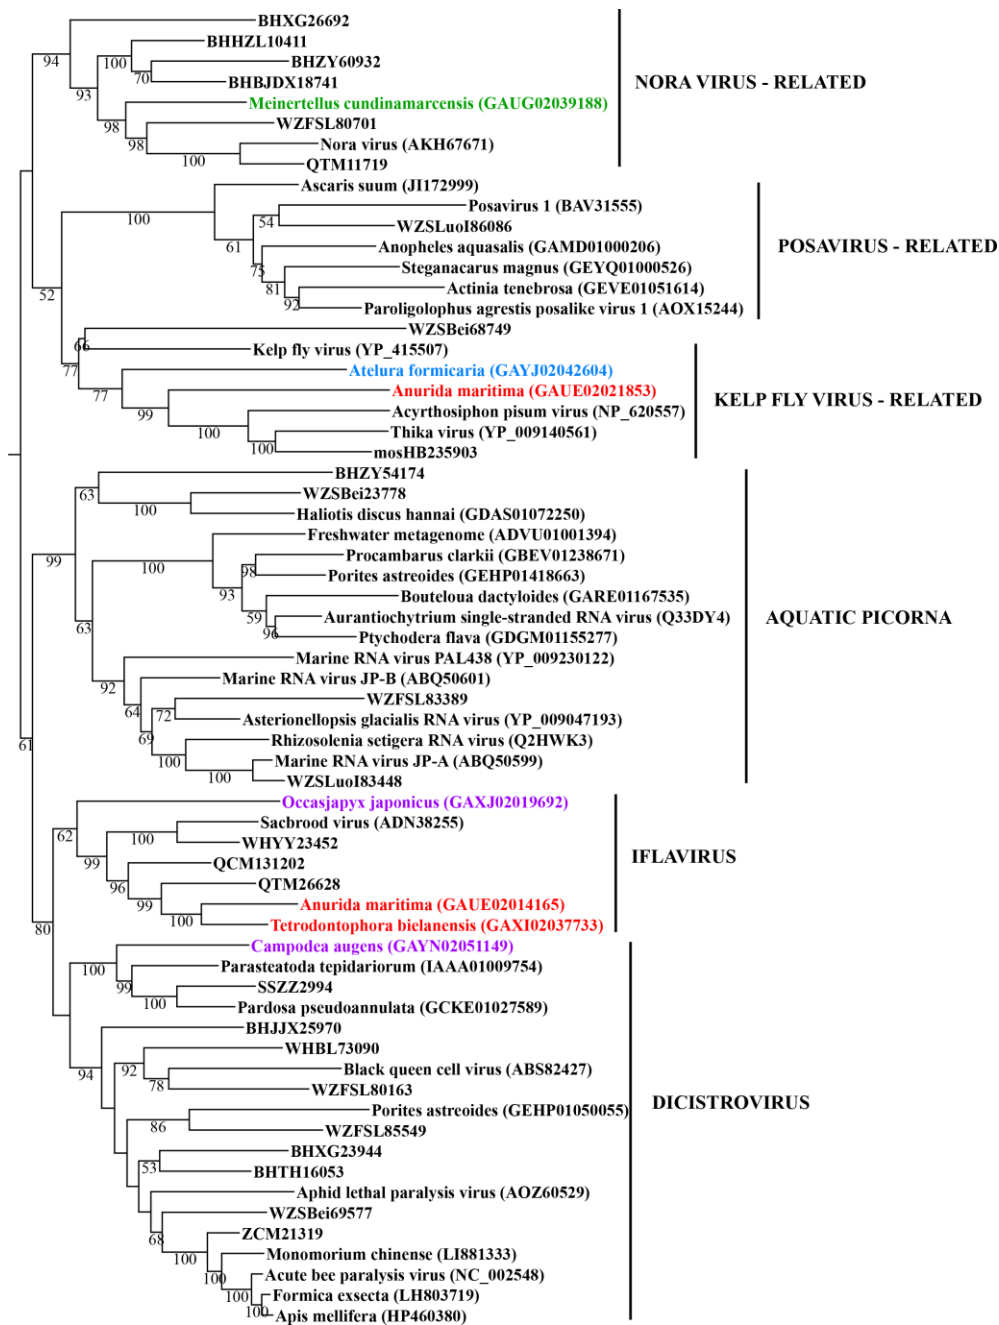 BHXG26692
BHHZL10411
94
100
BHZY60932
70
BHBJDX18741
NORA VIRUS - RELATED
93
Meinertellus cundinamarcensis (GAUG02039188)
98
WZFSL80701
98
Nora virus (AKH67671)
100
QTM11719
Ascaris suum (JI172999)
100
Posavirus 1 (BAV31555)
54
WZSLuoI86086
61
Anopheles aquasalis (GAMD01000206)
POSAVIRUS - RELATED
75
Steganacarus magnus (GEYQ01000526)
81
Actinia tenebrosa (GEVE01051614)
52
92
Paroligolophus agrestis posalike virus 1 (AOX15244)
WZSBei68749
66
Kelp fly virus (YP_415507)
77
Atelura formicaria (GAYJ02042604)
77
Anurida maritima (GAUE02021853)
KELP FLY VIRUS - RELATED
99
Acyrthosiphon pisum virus (NP_620557)
100
Thika virus (YP_009140561)
100
mosHB235903
BHZY54174
63
WZSBei23778
100
Haliotis discus hannai (GDAS01072250)
Freshwater metagenome (ADVU01001394)
99
100
Procambarus clarkii (GBEV01238671)
98
Porites astreoides (GEHP01418663)
93
Bouteloua dactyloides (GARE01167535)
59
Aurantiochytrium single-stranded RNA virus (Q33DY4)
AQUATIC PICORNA
63
96
Ptychodera flava (GDGM01155277)
Marine RNA virus PAL438 (YP_009230122)
92
Marine RNA virus JP-B (ABQ50601)
64
WZFSL83389
72
Asterionellopsis glacialis RNA virus (YP_009047193)
69
Rhizosolenia setigera RNA virus (Q2HWK3)
61
100
Marine RNA virus JP-A (ABQ50599)
100
WZSLuoI83448
Occasjapyx japonicus (GAXJ02019692)
62
Sacbrood virus (ADN38255)
100
WHYY23452
99
QCM131202
IFLAVIRUS
96
QTM26628
99
Anurida maritima (GAUE02014165)
100
Tetrodontophora bielanensis (GAXI02037733)
80
Campodea augens (GAYN02051149)
100
Parasteatoda tepidariorum (IAAA01009754)
99
SSZZ2994
100
Pardosa pseudoannulata (GCKE01027589)
BHJJX25970
WHBL73090
94
92
Black queen cell virus (ABS82427)
78
WZFSL80163
DICISTROVIRUS
Porites astreoides (GEHP01050055)
86
WZFSL85549
BHXG23944
53
BHTH16053
Aphid lethal paralysis virus (AOZ60529)
WZSBei69577
68
ZCM21319
100
Monomorium chinense (LI881333)
100
Acute bee paralysis virus (NC_002548)
100
Formica exsecta (LH803719)
100
Apis mellifera (HP460380)